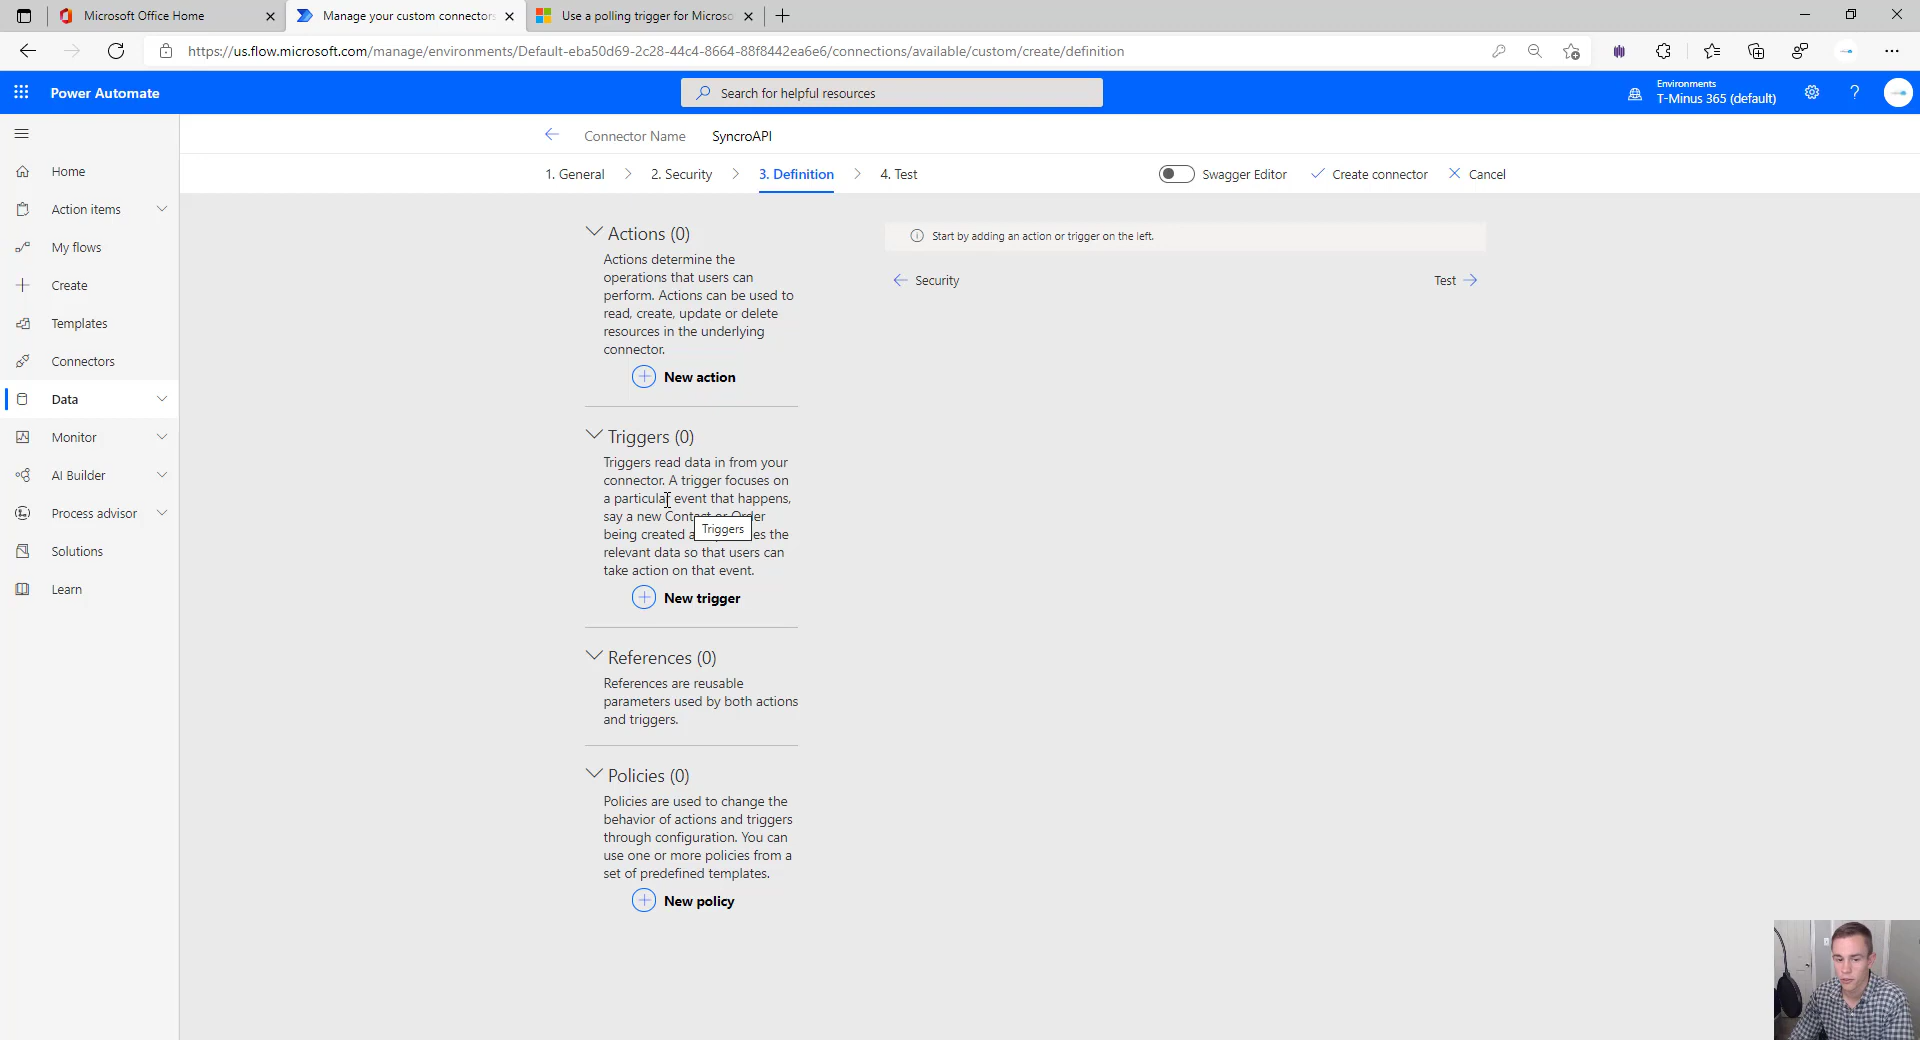 Microsoft Office Home
Manage your custom connectors
Use a polling trigger for Microso
https://us.flow.microsoft.com/manage/environments/Default-eba50d69-2c28-44c4-8664-88f8442ea6e6/connections/available/custom/create/definition
Power Automate
Search for helpful resources
Environments
T-Minus 365 (default)
Connector Name
SyncroAPI
1. General
2. Security
3. Definition
4. Test
Swagger Editor
Create connector
Cancel
Home
Action items
My flows
Create
Templates
Connectors
Data
Monitor
AI Builder
Process advisor
Solutions
Learn
Actions (0)
Actions determine the
operations that users can
perform. Actions can be used to
read, create, update or delete
resources in the underlying
connector.
New action
Triggers (0)
Triggers read data in from your
connector. A trigger focuses on
a particular event that happens,
say a new Contact or Order
being created a es the
Triggers
relevant data so that users can
take action on that event.
New trigger
References (0)
References are reusable
parameters used by both actions
and triggers.
Policies (0)
Policies are used to change the
behavior of actions and triggers
through configuration. You can
use one or more policies from a
set of predefined templates.
New policy
Start by adding an action or trigger on the left.
Security
Test